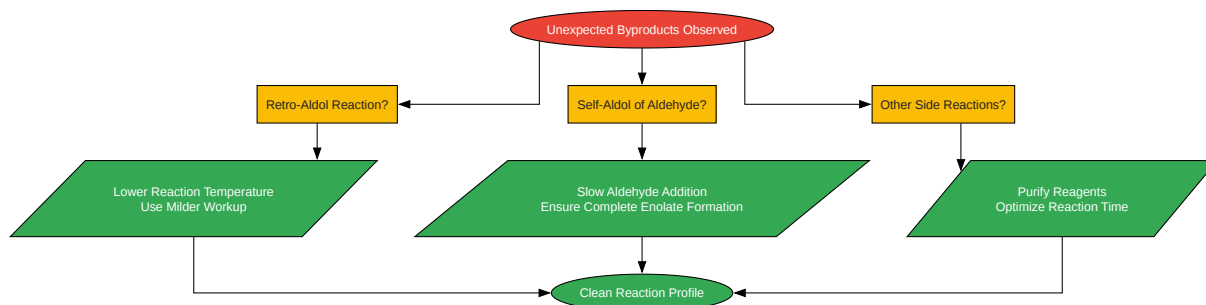 Unexpected Byproducts Observed
Retro-Aldol Reaction?
Self-Aldol of Aldehyde?
Other Side Reactions?
Lower Reaction Temperature
Use Milder Workup
Slow Aldehyde Addition
Ensure Complete Enolate Formation
Purify Reagents
Optimize Reaction Time
Clean Reaction Profile